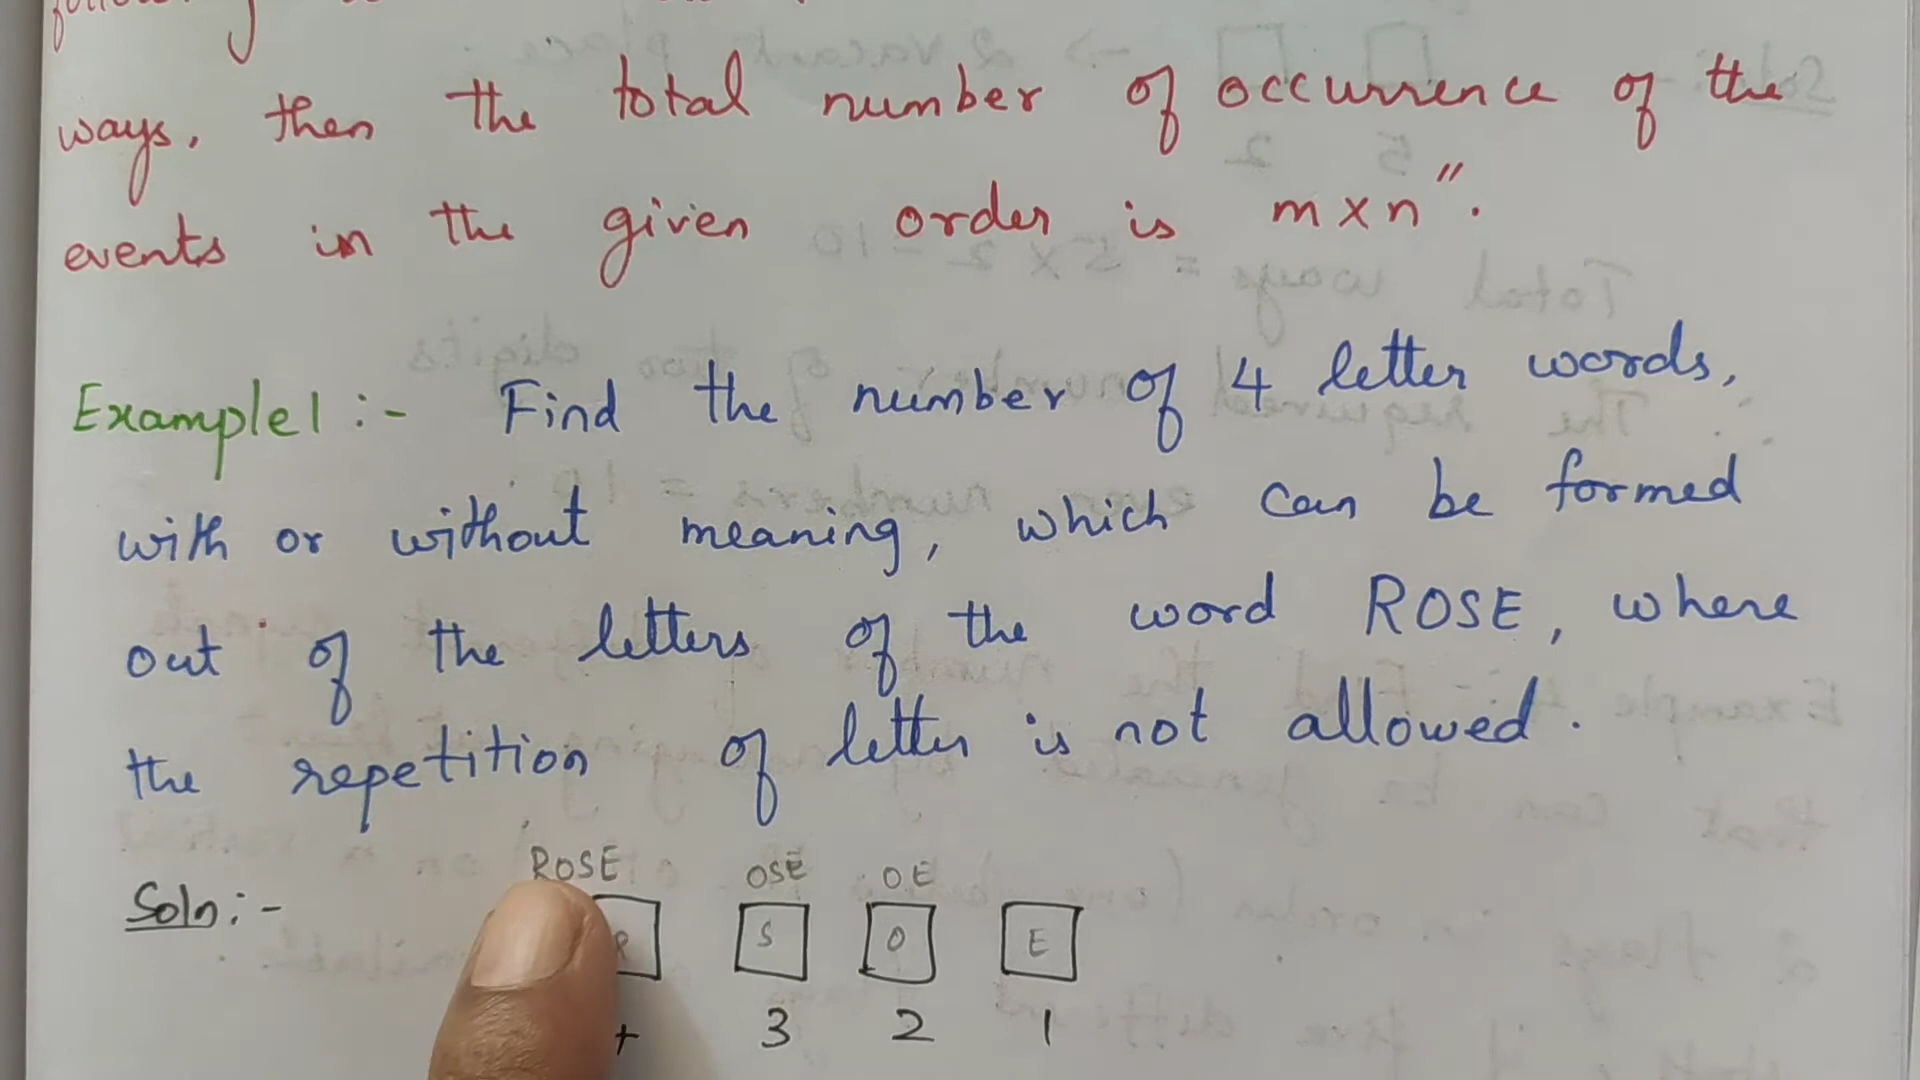 ways, then the total number of occurrence of the
events in the given order is m x n".
Example1 :- Find the number of 4 letter words,
with or without meaning, which can be formed
out of the letters of the word ROSE, where
the repetition of letter is not allowed.
ROSE OSE OE
Soln:- R S O E
3 2 1